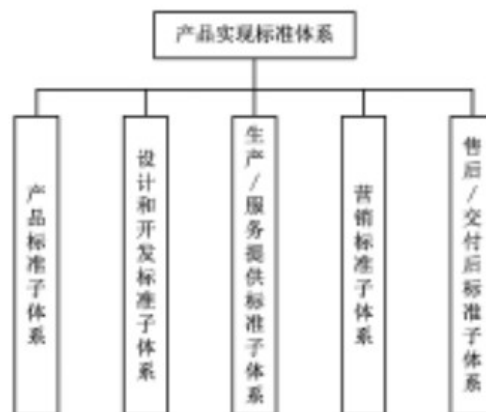 产品实现标准体系
产品标准子体系
设计和开发标准子体系
生产/服务提供标准子体系
营销标准子体系
售后/交付后标准子体系